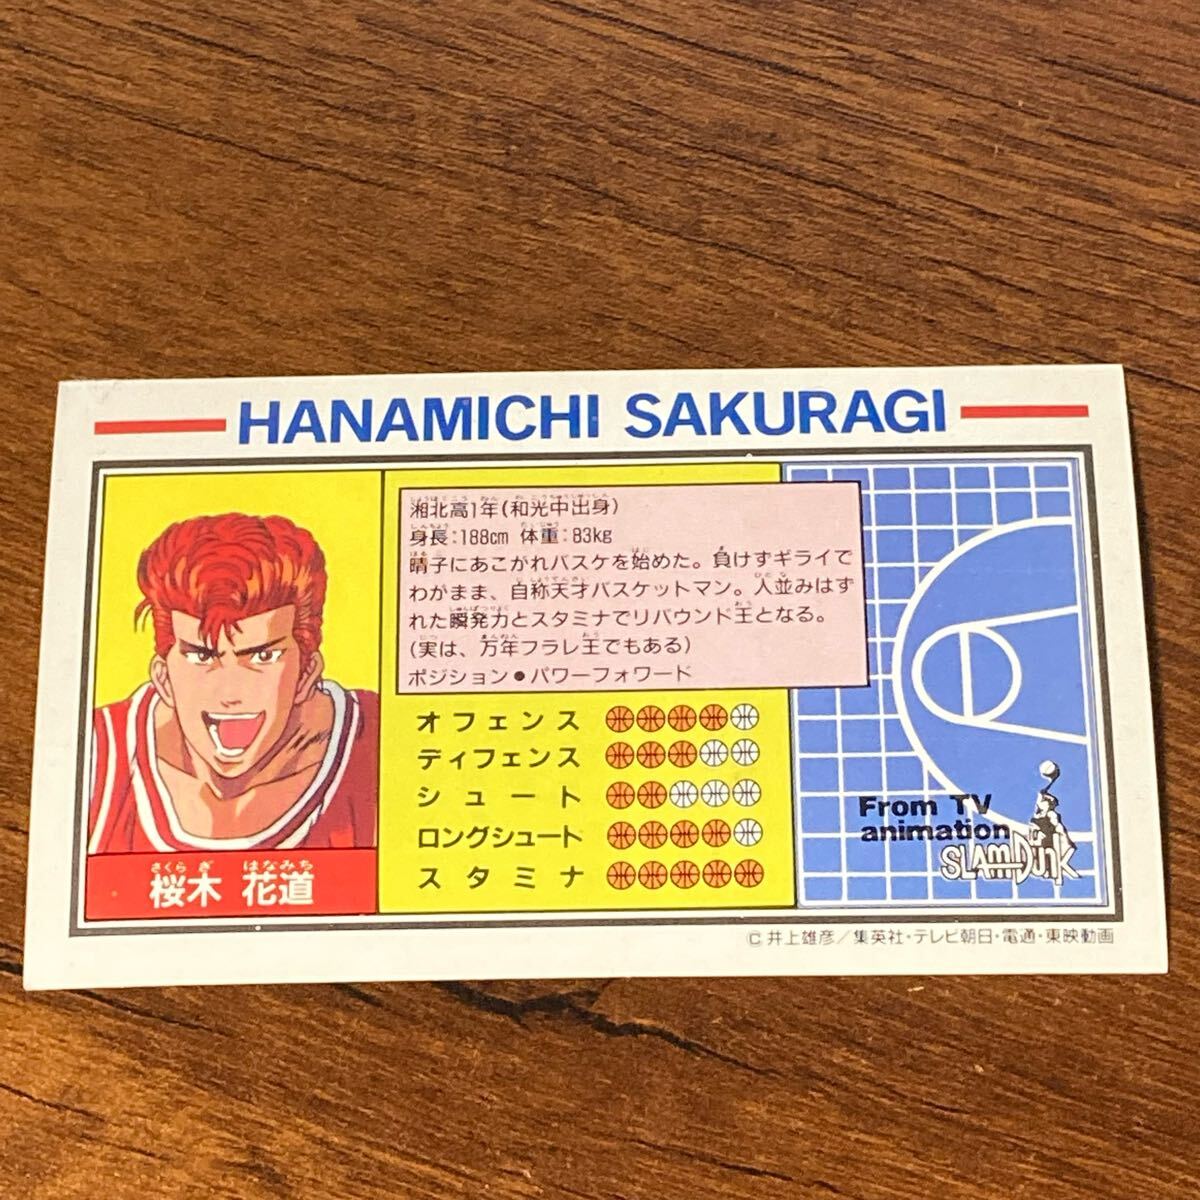 HANAMICHI SAKURAGI
湘北高1年(和光中出身)
身長:188cm 体重:83kg
晴子にあこがれバスケを始めた。負けずギライで
わがまま、自称天才バスケットマン。人並みはず
れた瞬発力とスタミナでリバウンド王となる。
(実は、万年フラレ王でもある)
ポジション●パワーフォワード
オフェンス
ディフェンス
シュート
ロングシュート
スタミナ
さくらぎ はなみち
桜木 花道
From TV
animation
SLAM DUNK
©井上雄彦/集英社・テレビ朝日・電通・東映動画